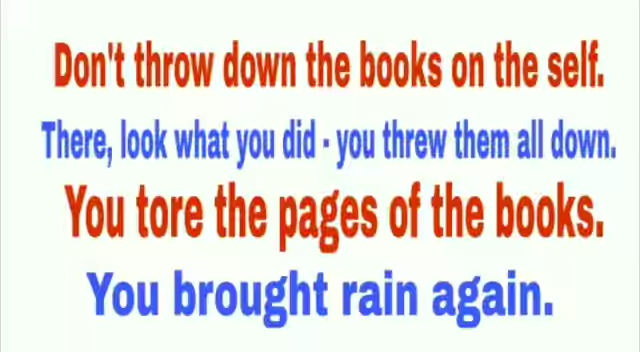 Don't throw down the books on the self.
There, look what you did - you threw them all down.
You tore the pages of the books.
You brought rain again.